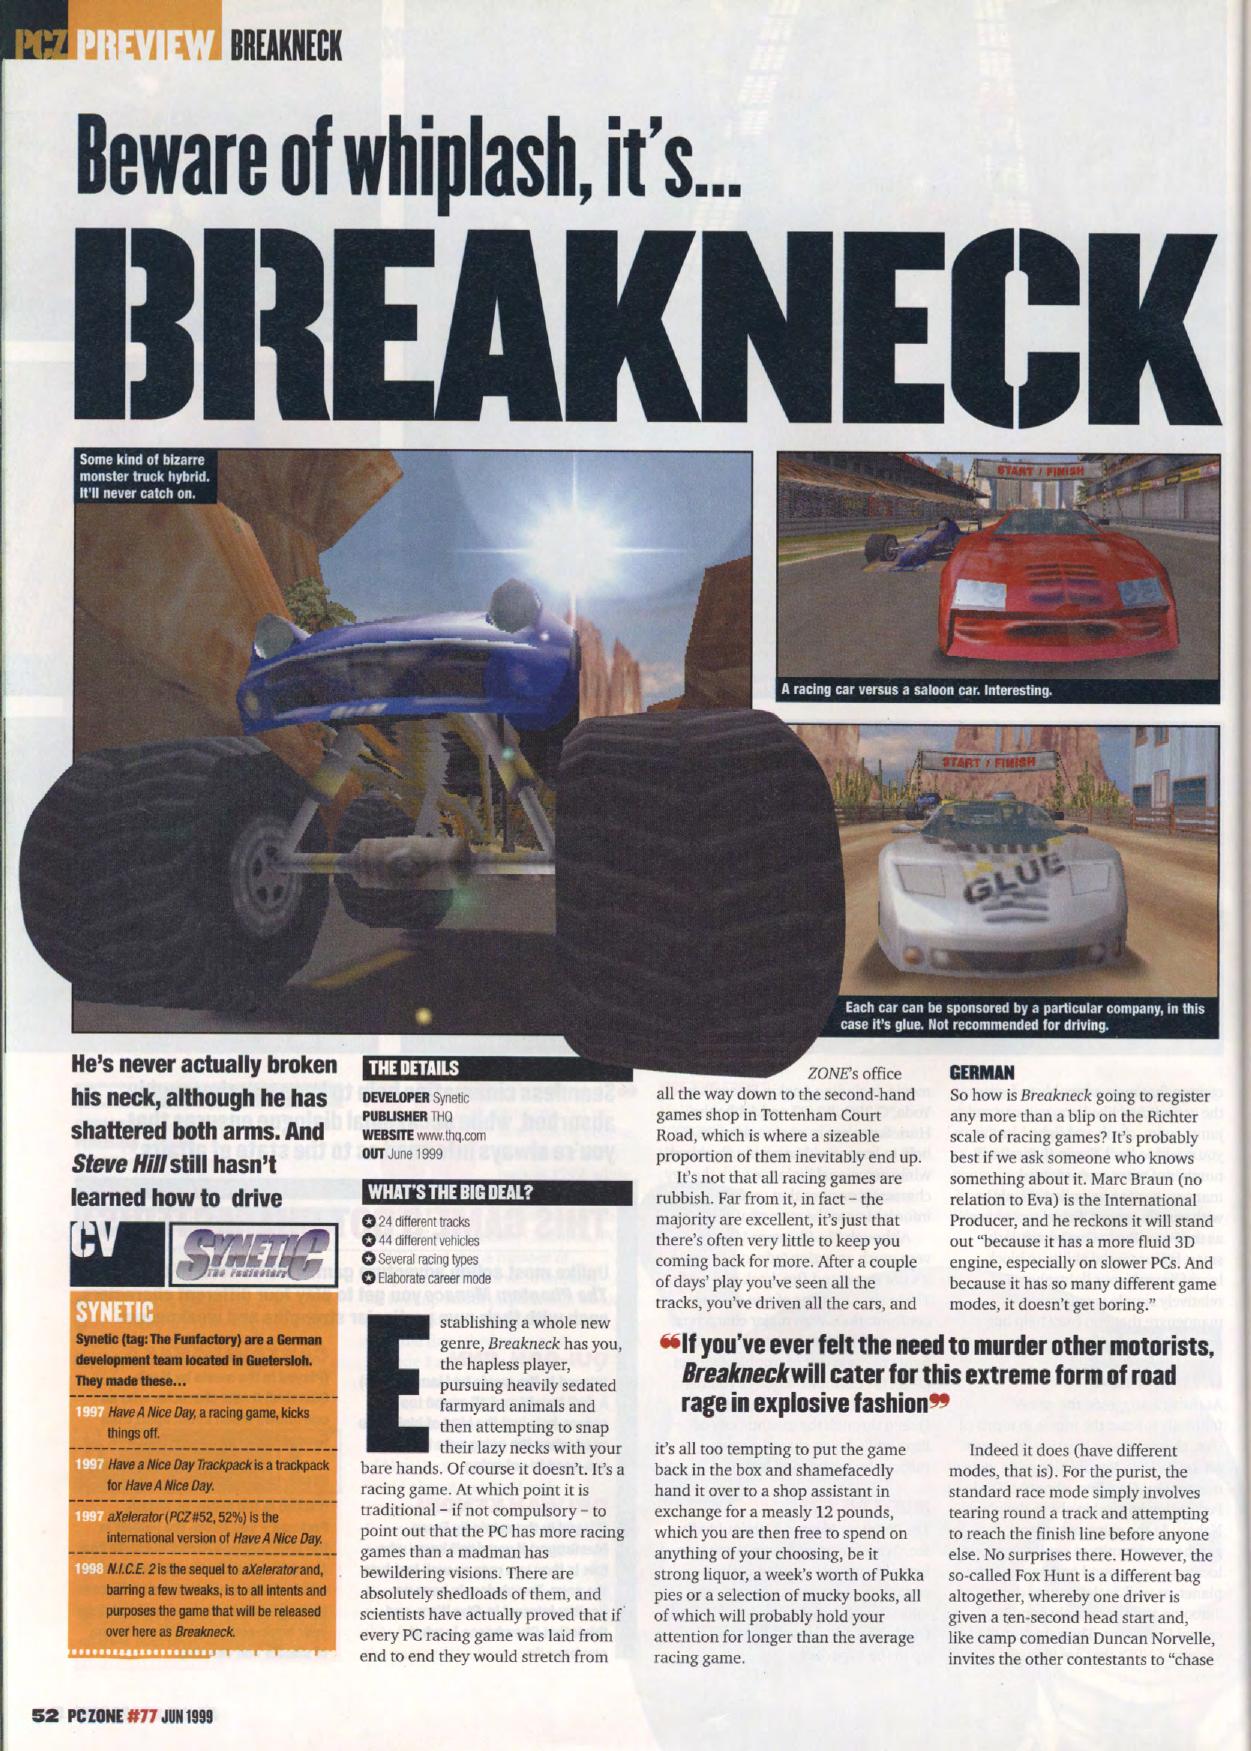 PCZ PREVIEW BREAKNECK
Beware of whiplash, it's...
BREAKNECK
Some kind of bizarre
monster truck hybrid.
It'll never catch on.
START / FINISH
A racing car versus a saloon car. Interesting.
START / FINISH
GLUE
Each car can be sponsored by a particular company, in this
case it's glue. Not recommended for driving.
He's never actually broken
his neck, although he has
shattered both arms. And
Steve Hill still hasn't
learned how to drive
CV
SYNETIC
The Funfactory
SYNETIC
Synetic (tag: The Funfactory) are a German
development team located in Guetersloh.
They made these...
1997 Have A Nice Day, a racing game, kicks
things off.
1997 Have a Nice Day Trackpack is a trackpack
for Have A Nice Day.
1997 aXelerator (PCZ #52, 52%) is the
international version of Have A Nice Day.
1998 N.I.C.E. 2 is the sequel to aXelerator and,
barring a few tweaks, is to all intents and
purposes the game that will be released
over here as Breakneck.
THE DETAILS
DEVELOPER Synetic
PUBLISHER THQ
WEBSITE www.thq.com
OUT June 1999
WHAT'S THE BIG DEAL?
24 different tracks
44 different vehicles
Several racing types
Elaborate career mode
Establishing a whole new
genre, Breakneck has you,
the hapless player,
pursuing heavily sedated
farmyard animals and
then attempting to snap
their lazy necks with your
bare hands. Of course it doesn't. It's a
racing game. At which point it is
traditional – if not compulsory – to
point out that the PC has more racing
games than a madman has
bewildering visions. There are
absolutely shedloads of them, and
scientists have actually proved that if
every PC racing game was laid from
end to end they would stretch from
ZONE's office
all the way down to the second-hand
games shop in Tottenham Court
Road, which is where a sizeable
proportion of them inevitably end up.
It's not that all racing games are
rubbish. Far from it, in fact – the
majority are excellent, it's just that
there's often very little to keep you
coming back for more. After a couple
of days' play you've seen all the
tracks, you've driven all the cars, and
"If you've ever felt the need to murder other motorists,
Breakneck will cater for this extreme form of road
rage in explosive fashion"
it's all too tempting to put the game
back in the box and shamefacedly
hand it over to a shop assistant in
exchange for a measly 12 pounds,
which you are then free to spend on
anything of your choosing, be it
strong liquor, a week's worth of Pukka
pies or a selection of mucky books, all
of which will probably hold your
attention for longer than the average
racing game.
GERMAN
So how is Breakneck going to register
any more than a blip on the Richter
scale of racing games? It's probably
best if we ask someone who knows
something about it. Marc Braun (no
relation to Eva) is the International
Producer, and he reckons it will stand
out "because it has a more fluid 3D
engine, especially on slower PCs. And
because it has so many different game
modes, it doesn't get boring."
Indeed it does (have different
modes, that is). For the purist, the
standard race mode simply involves
tearing round a track and attempting
to reach the finish line before anyone
else. No surprises there. However, the
so-called Fox Hunt is a different bag
altogether, whereby one driver is
given a ten-second head start and,
like camp comedian Duncan Norvelle,
invites the other contestants to "chase
52 PC ZONE #77 JUN 1999